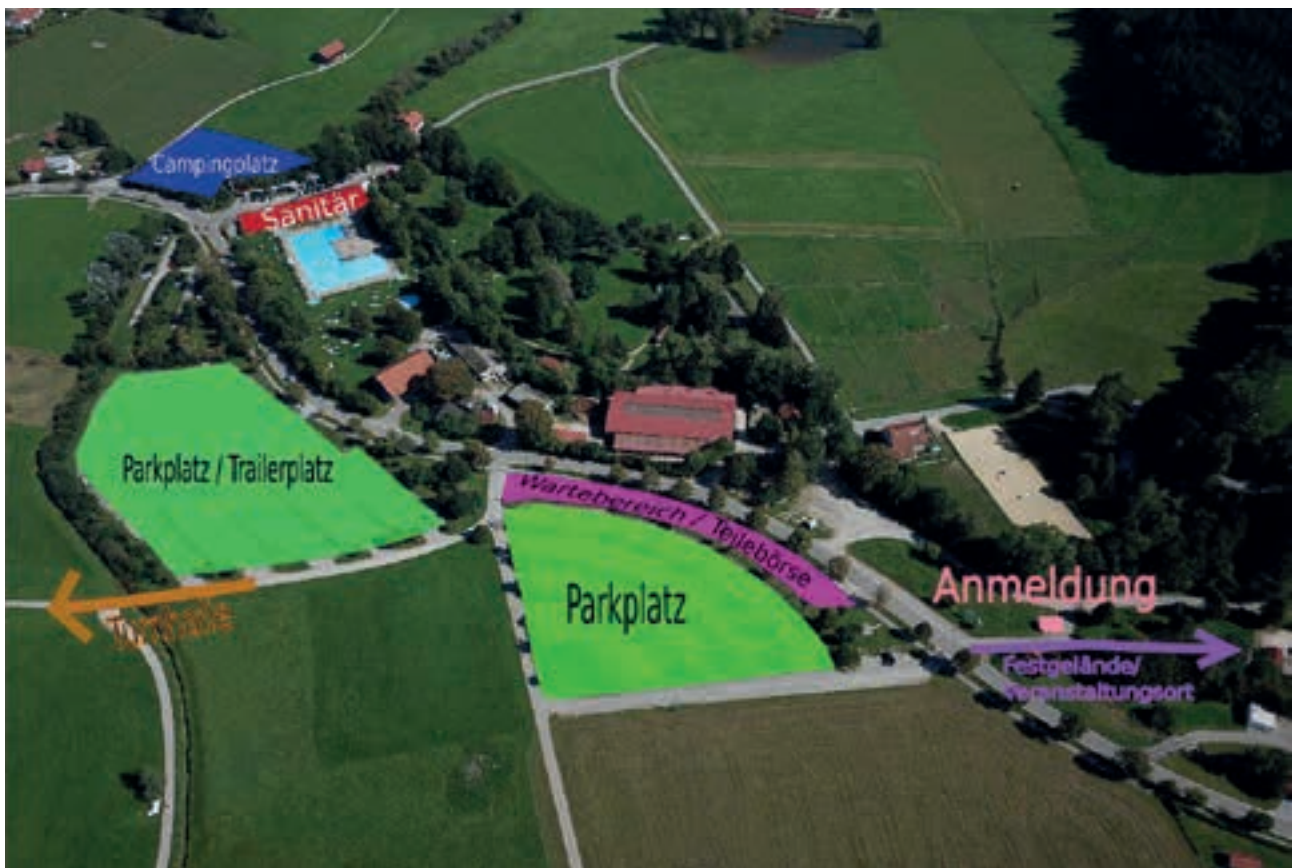 Campingplatz
Sanitär
Parkplatz / Trailerplatz
Wartebereich / Teilebörse
Parkplatz
Anmeldung
Festgelände/
Veranstaltungsort